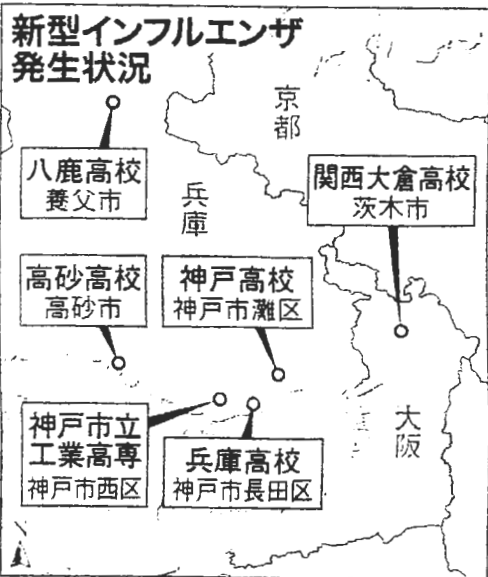 新型インフルエンザ
発生状況
京都
八鹿高校
養父市
兵庫
関西大倉高校
茨木市
高砂高校
高砂市
神戸高校
神戸市灘区
神戸市立
工業高専
神戸市西区
兵庫高校
神戸市長田区
大阪